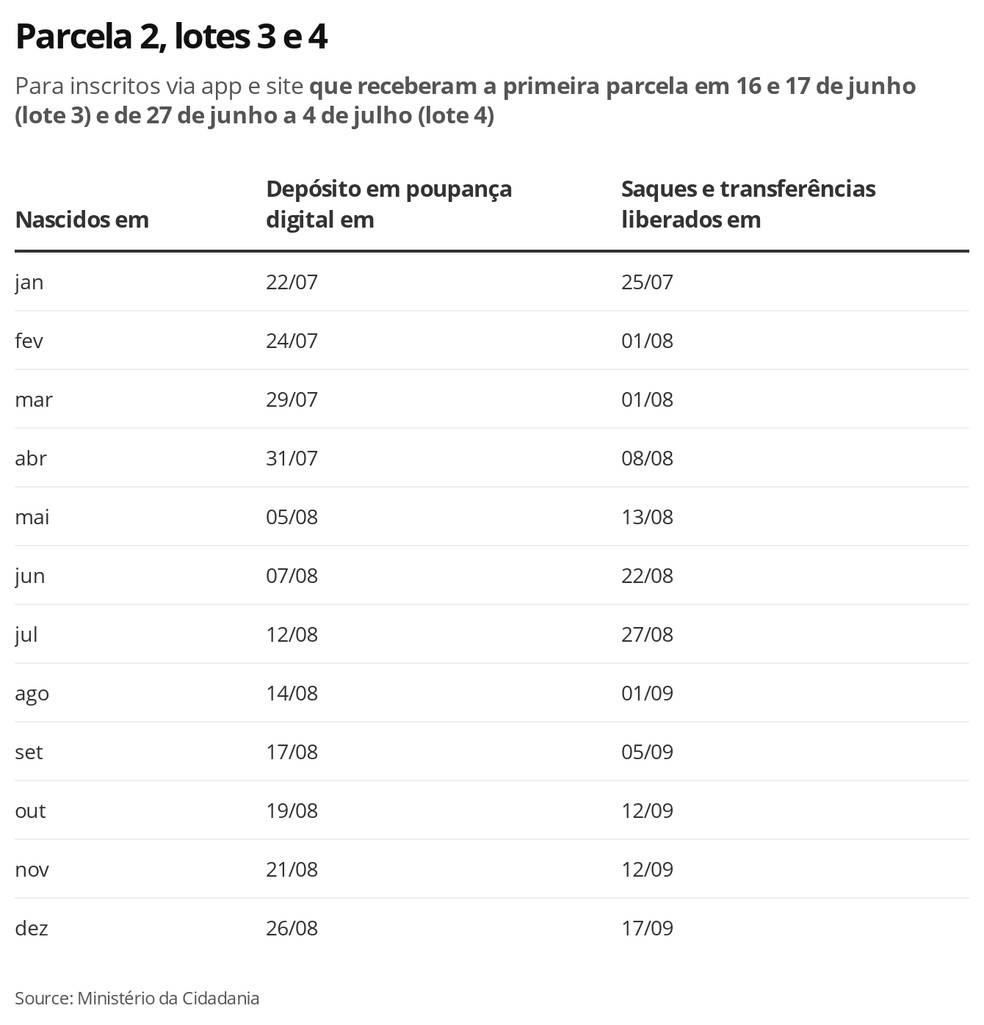 Parcela 2, lotes 3 e 4
Para inscritos via app e site que receberam a primeira parcela em 16 e 17 de junho
(lote 3) e de 27 de junho a 4 de julho (lote 4)
Nascidos em Depósito em poupança digital em Saques e transferências liberados em
jan 22/07 25/07
fev 24/07 01/08
mar 29/07 01/08
abr 31/07 08/08
mai 05/08 13/08
jun 07/08 22/08
jul 12/08 27/08
ago 14/08 01/09
set 17/08 05/09
out 19/08 12/09
nov 21/08 12/09
dez 26/08 17/09
Source: Ministério da Cidadania